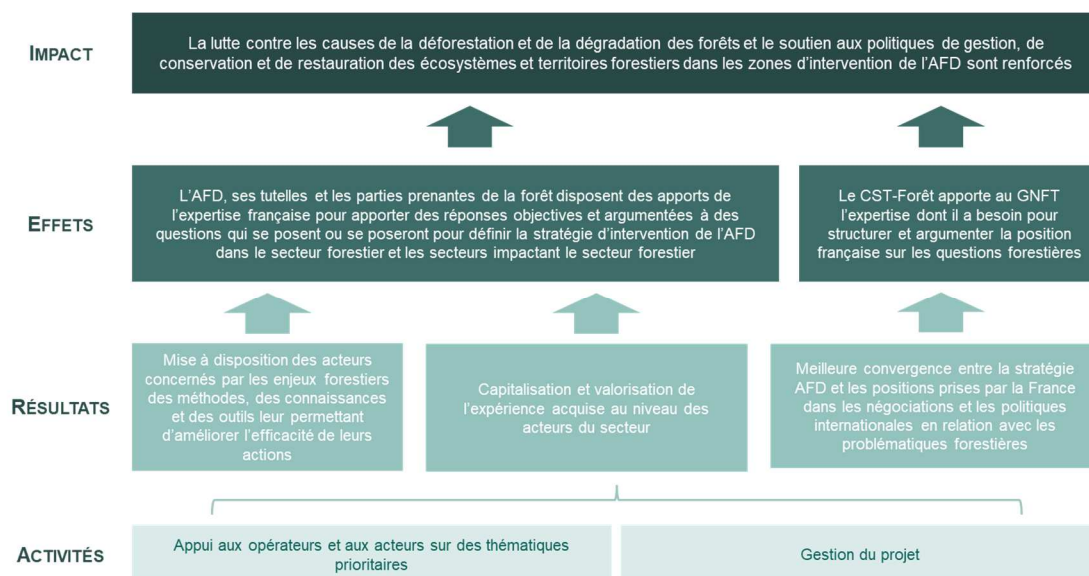 IMPACT
La lutte contre les causes de la déforestation et de la dégradation des forêts et le soutien aux politiques de gestion, de
conservation et de restauration des écosystèmes et territoires forestiers dans les zones d'intervention de l'AFD sont renforcés
EFFETS
L'AFD, ses tutelles et les parties prenantes de la forêt disposent des apports de
l'expertise française pour apporter des réponses objectives et argumentées à des
questions qui se posent ou se poseront pour définir la stratégie d'intervention de l'AFD
dans le secteur forestier et les secteurs impactant le secteur forestier
Le CST-Forêt apporte au GNFT
l'expertise dont il a besoin pour
structurer et argumenter la position
française sur les questions forestières
RÉSULTATS
Mise à disposition des acteurs
concernés par les enjeux forestiers
des méthodes, des connaissances
et des outils leur permettant
d'améliorer l'efficacité de leurs
actions
Capitalisation et valorisation de
l'expérience acquise au niveau des
acteurs du secteur
Meilleure convergence entre la stratégie
AFD et les positions prises par la France
dans les négociations et les politiques
internationales en relation avec les
problématiques forestières
ACTIVITÉS
Appui aux opérateurs et aux acteurs sur des thématiques
prioritaires
Gestion du projet